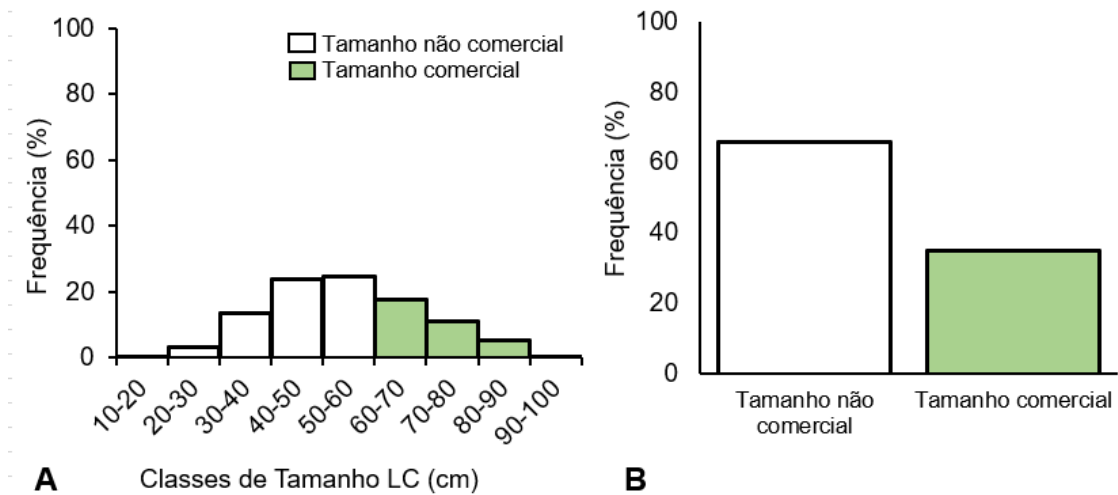 100
80
60
40
20
0
Frequência (%)
Tamanho não comercial
Tamanho comercial
10-20
20-30
30-40
40-50
50-60
60-70
70-80
80-90
90-100
A
Classes de Tamanho LC (cm)
100
80
60
40
20
0
Frequência (%)
Tamanho não
comercial
Tamanho comercial
B